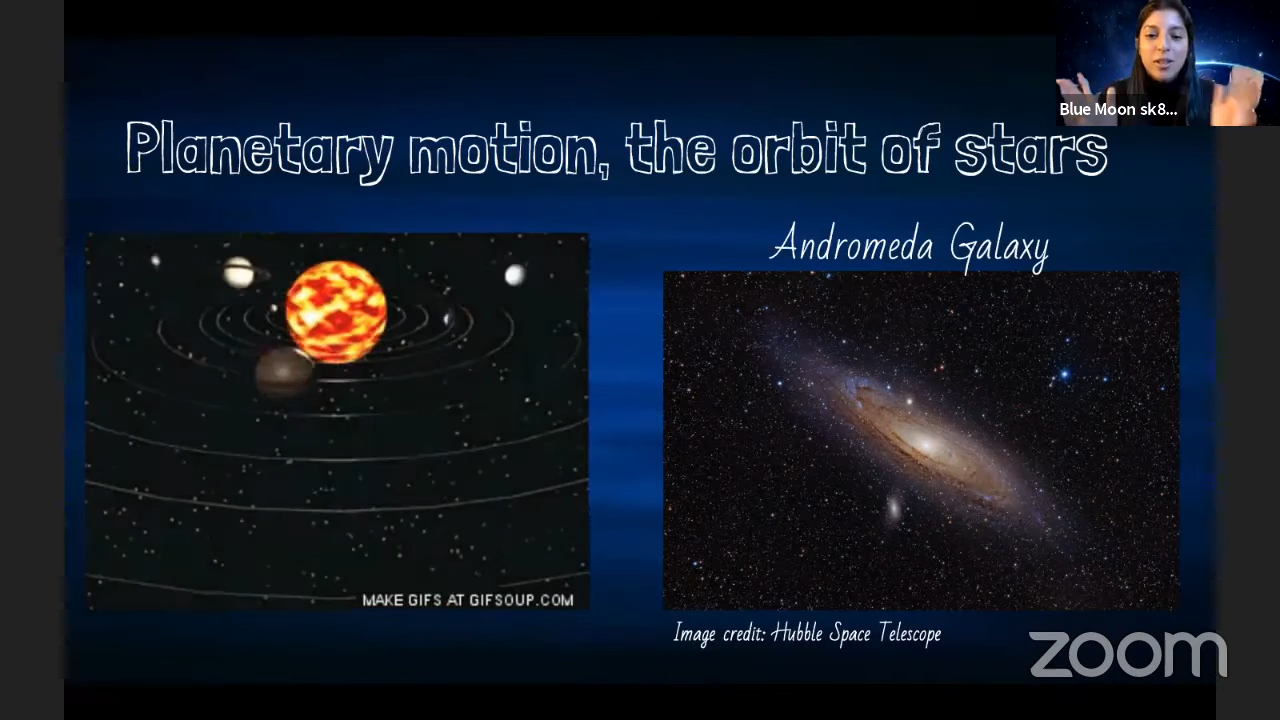 Blue Moon sk8...
Planetary motion, the orbit of stars
Andromeda Galaxy
MAKE GIFS AT GIFSOUP.COM
Image credit: Hubble Space Telescope
zoom